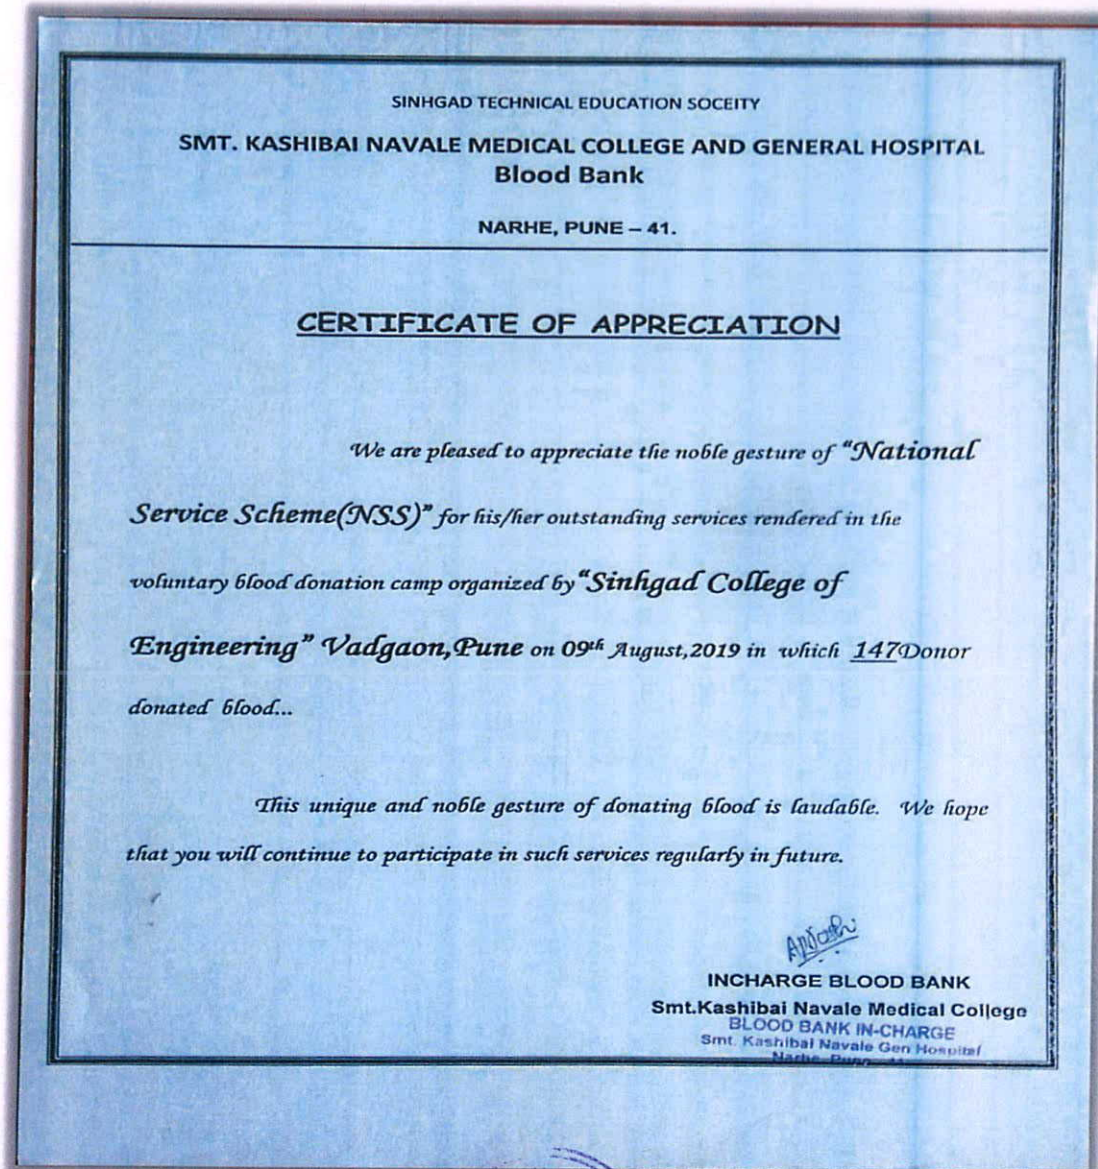 SINHGAD TECHNICAL EDUCATION SOCEITY
SMT. KASHIBAI NAVALE MEDICAL COLLEGE AND GENERAL HOSPITAL
Blood Bank
NARHE, PUNE – 41.
CERTIFICATE OF APPRECIATION
We are pleased to appreciate the noble gesture of "National
Service Scheme(NSS)" for his/her outstanding services rendered in the
voluntary blood donation camp organized by "Sinhgad College of
Engineering" Vadgaon,Pune on 09th August,2019 in which 147Donor
donated blood...
This unique and noble gesture of donating blood is laudable. We hope
that you will continue to participate in such services regularly in future.
INCHARGE BLOOD BANK
Smt.Kashibai Navale Medical College
BLOOD BANK IN-CHARGE
Smt. Kashibai Navale Gen Hospital
Narhe, Pune